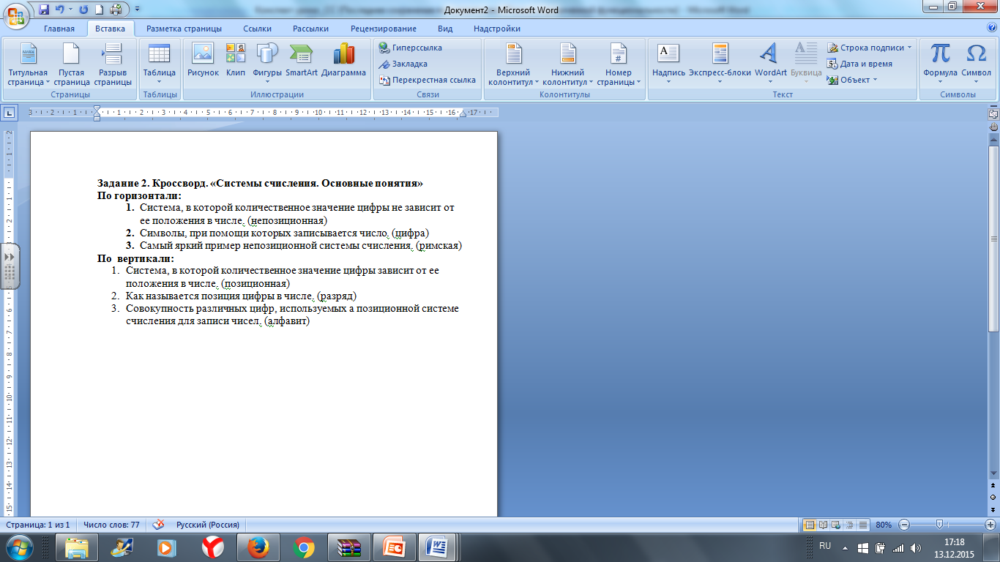 Документ2 - Microsoft Word
Главная Вставка Разметка страницы Ссылки Рассылки Рецензирование Вид Надстройки
Титульная страница Пустая страница Разрыв страницы Таблица Рисунок Клип Фигуры SmartArt Диаграмма
Гиперссылка
Закладка
Перекрестная ссылка
Верхний колонтитул Нижний колонтитул Номер страницы
Надпись Экспресс-блоки WordArt Буквица
Строка подписи
Дата и время
Объект
Формула Символ
Страницы Таблицы Иллюстрации Связи Колонтитулы Текст Символы
3 2 1 1 2 3 4 5 6 7 8 9 10 11 12 13 14 15 16 17
Задание 2. Кроссворд. «Системы счисления. Основные понятия»
По горизонтали:
1. Система, в которой количественное значение цифры не зависит от
ее положения в числе. (непозиционная)
2. Символы, при помощи которых записывается число. (цифра)
3. Самый яркий пример непозиционной системы счисления. (римская)
По вертикали:
1. Система, в которой количественное значение цифры зависит от ее
положения в числе. (позиционная)
2. Как называется позиция цифры в числе. (разряд)
3. Совокупность различных цифр, используемых а позиционной системе
счисления для записи чисел. (алфавит)
Страница: 1 из 1 Число слов: 77 Русский (Россия) 80%
RU 17:18
13.12.2015